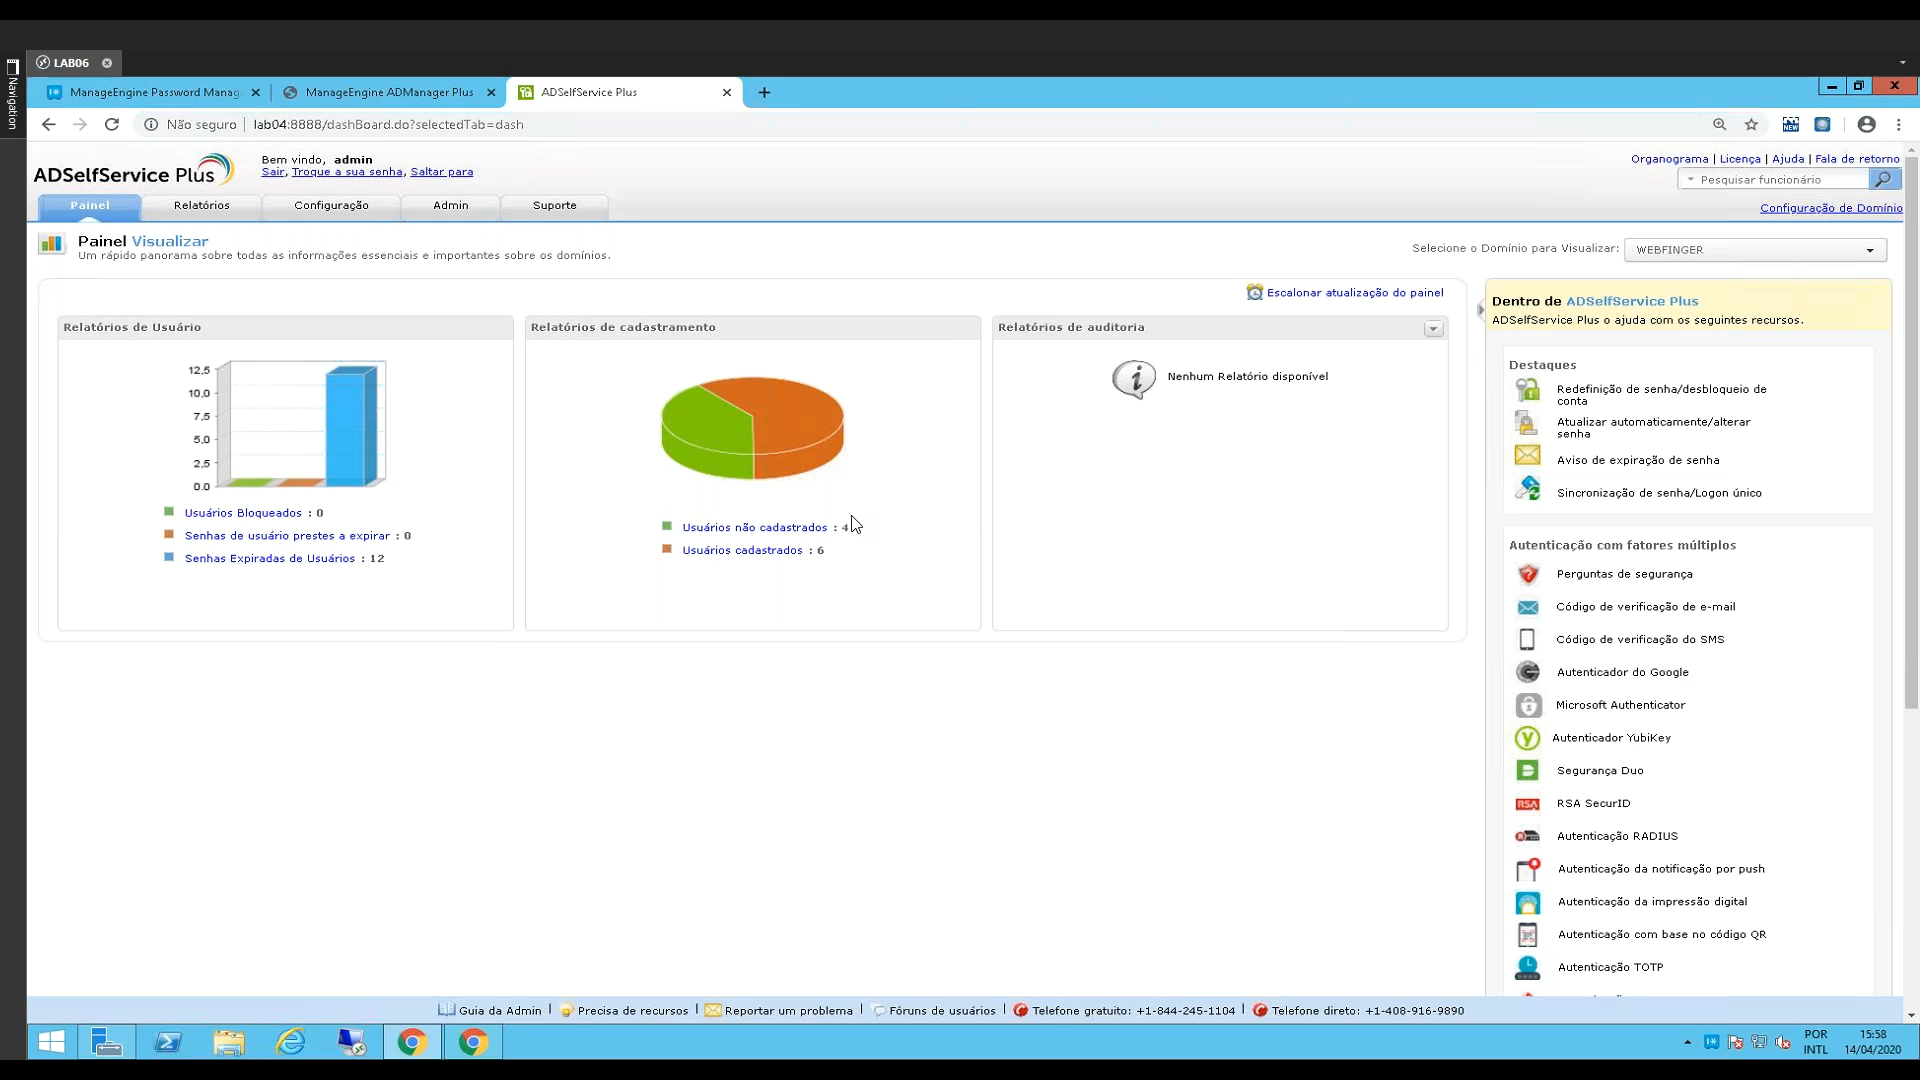 LAB06
Navigation
ManageEngine Password Manag
ManageEngine ADManager Plus
ADSelfService Plus
Não seguro
lab04:8888/dashBoard.do?selectedTab=dash
NEW
ADSelfService Plus
Bem vindo, admin
Sair, Troque a sua senha, Saltar para
Organograma | Licença | Ajuda | Fala de retorno
Pesquisar funcionário
Painel
Relatórios
Configuração
Admin
Suporte
Configuração de Domínio
Painel Visualizar
Um rápido panorama sobre todas as informações essenciais e importantes sobre os domínios.
Selecione o Domínio para Visualizar:
WEBFINGER
Escalonar atualização do painel
Relatórios de Usuário
12,5
10,0
7,5
5,0
2,5
0.0
Usuários Bloqueados : 0
Senhas de usuário prestes a expirar : 0
Senhas Expiradas de Usuários : 12
Relatórios de cadastramento
Usuários não cadastrados : 4
Usuários cadastrados : 6
Relatórios de auditoria
Nenhum Relatório disponível
Dentro de ADSelfService Plus
ADSelfService Plus o ajuda com os seguintes recursos.
Destaques
Redefinição de senha/desbloqueio de
conta
Atualizar automaticamente/alterar
senha
Aviso de expiração de senha
Sincronização de senha/Logon único
Autenticação com fatores múltiplos
Perguntas de segurança
Código de verificação de e-mail
Código de verificação do SMS
Autenticador do Google
Microsoft Authenticator
Autenticador YubiKey
Segurança Duo
RSA
RSA SecurID
Autenticação RADIUS
Autenticação da notificação por push
Autenticação da impressão digital
Autenticação com base no código QR
Autenticação TOTP
Guia da Admin | Precisa de recursos | Reportar um problema | Fóruns de usuários | Telefone gratuito: +1-844-245-1104 | Telefone direto: +1-408-916-9890
POR
INTL
15:58
14/04/2020